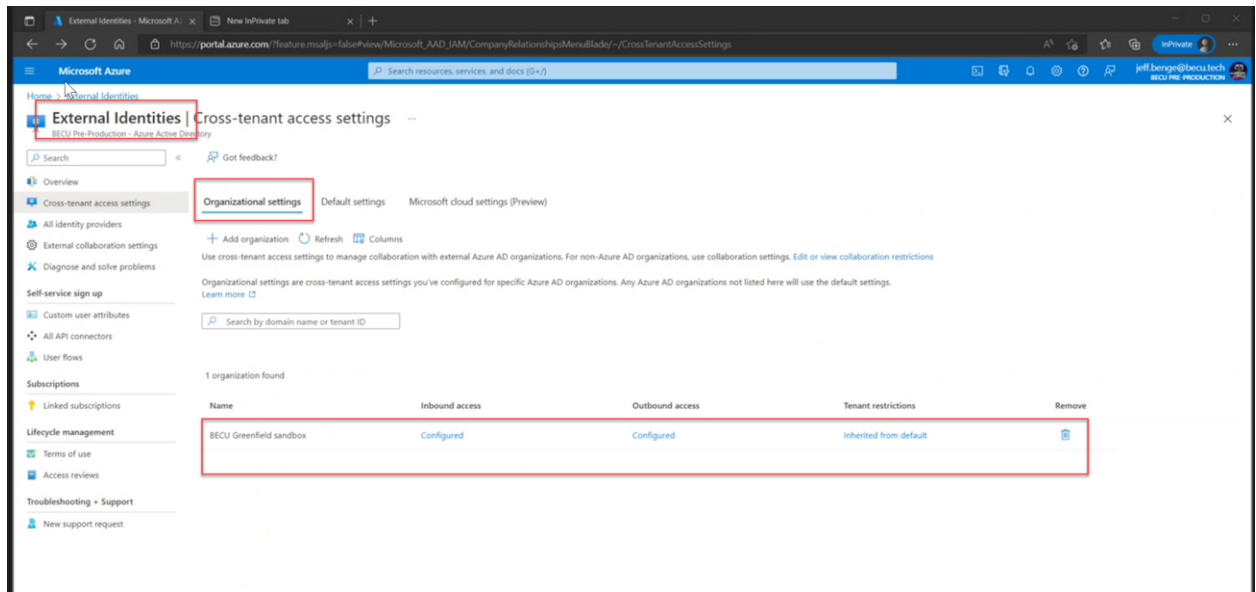 External Identities - Microsoft A
New InPrivate tab
https://portal.azure.com/?feature.msaljs=false#view/Microsoft_AAD_IAM/CompanyRelationshipsMenuBlade/~/CrossTenantAccessSettings
InPrivate
Microsoft Azure
Search resources, services, and docs (G+/)
jeff.benge@becu.tech
BECU PRE-PRODUCTION
Home > External Identities
External Identities | Cross-tenant access settings
BECU Pre-Production - Azure Active Directory
Search
Got feedback?
Overview
Cross-tenant access settings
All identity providers
External collaboration settings
Diagnose and solve problems
Self-service sign up
Custom user attributes
All API connectors
User flows
Subscriptions
Linked subscriptions
Lifecycle management
Terms of use
Access reviews
Troubleshooting + Support
New support request
Organizational settings Default settings Microsoft cloud settings (Preview)
Add organization Refresh Columns
Use cross-tenant access settings to manage collaboration with external Azure AD organizations. For non-Azure AD organizations, use collaboration settings. Edit or view collaboration restrictions
Organizational settings are cross-tenant access settings you've configured for specific Azure AD organizations. Any Azure AD organizations not listed here will use the default settings.
Learn more
Search by domain name or tenant ID
1 organization found
Name Inbound access Outbound access Tenant restrictions Remove
BECU Greenfield sandbox Configured Configured Inherited from default